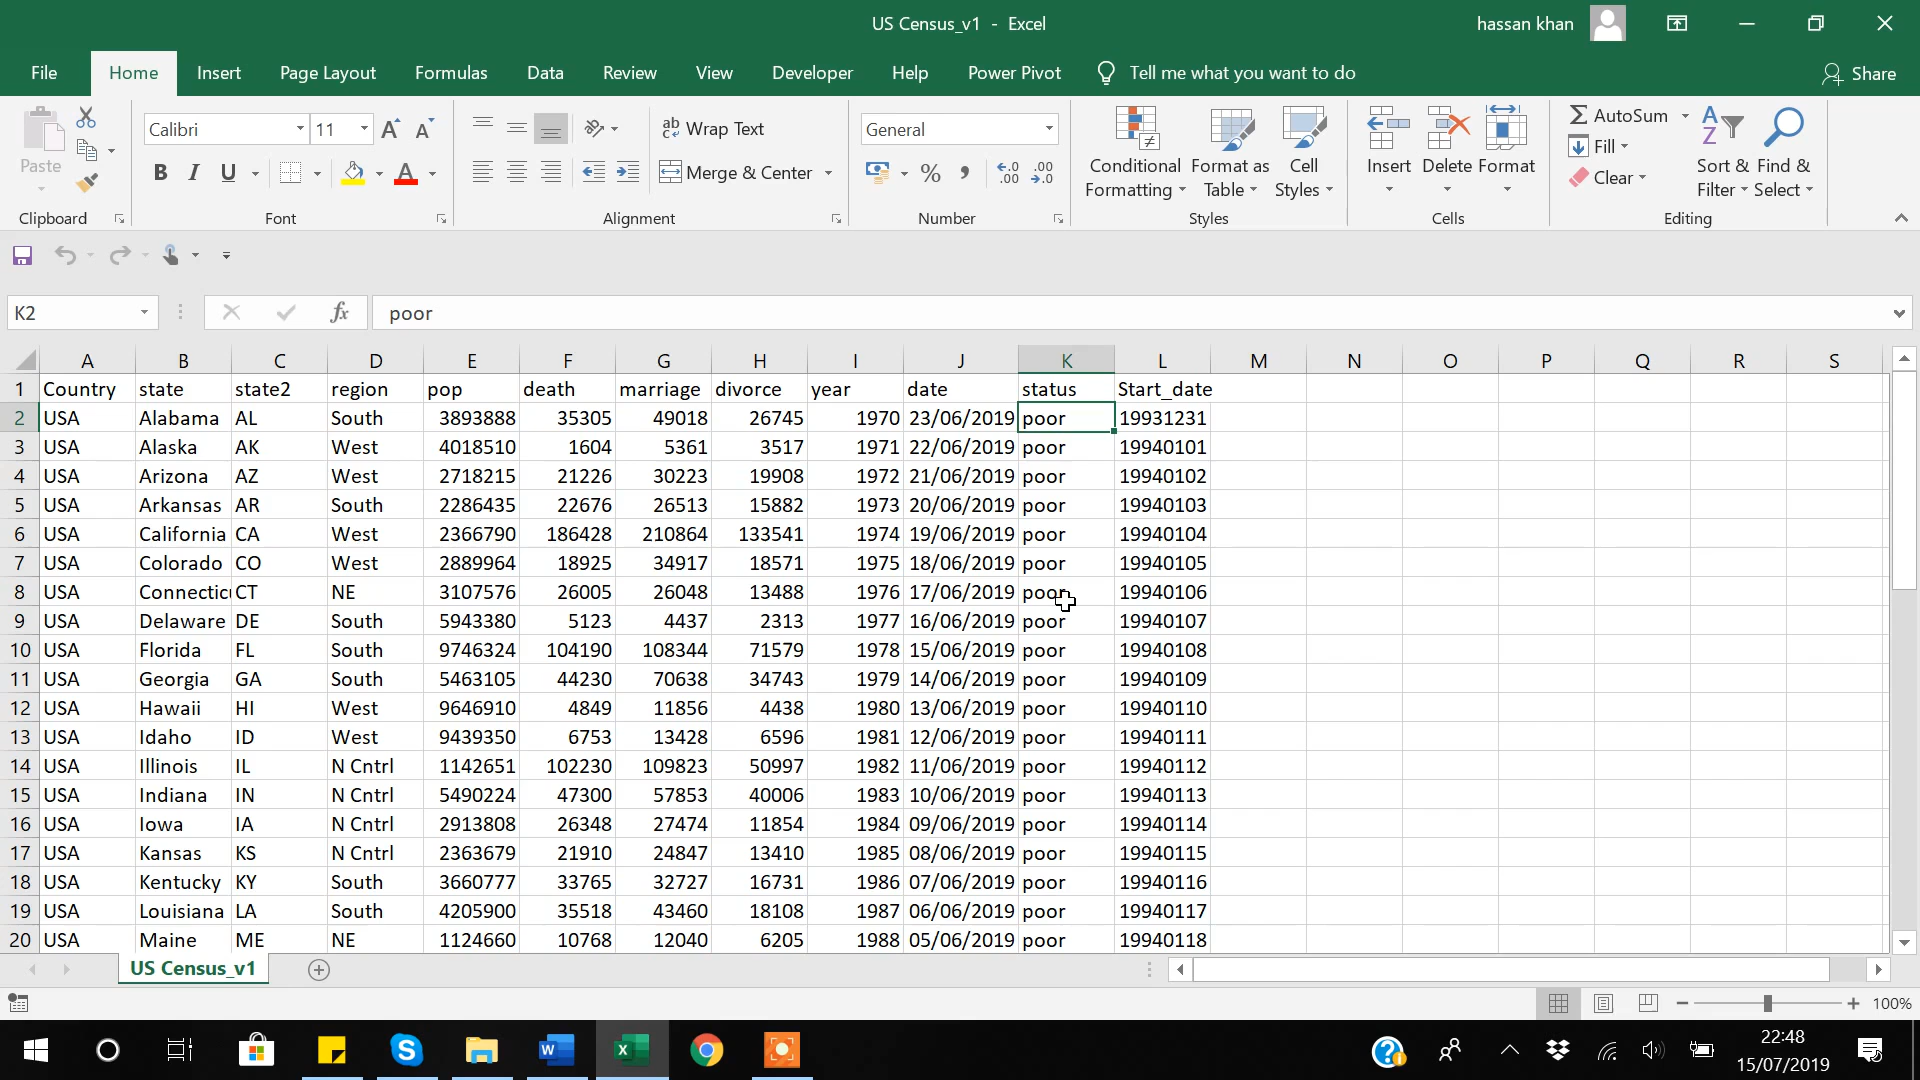 US Census_v1 - Excel
hassan khan
File Home Insert Page Layout Formulas Data Review View Developer Help Power Pivot Tell me what you want to do Share
Paste
Clipboard
Calibri 11 A A
B I U A
Font
ab Wrap Text
Merge & Center
Alignment
General
% , .0 .00 .00 .0
Number
Conditional Formatting
Format as Table
Cell Styles
Styles
Insert Delete Format
Cells
AutoSum
Fill
Clear
Sort & Filter
Find & Select
Editing
K2 fx poor
A B C D E F G H I J K L M N O P Q R S
1 Country state state2 region pop death marriage divorce year date status Start_date
2 USA Alabama AL South 3893888 35305 49018 26745 1970 23/06/2019 poor 19931231
3 USA Alaska AK West 4018510 1604 5361 3517 1971 22/06/2019 poor 19940101
4 USA Arizona AZ West 2718215 21226 30223 19908 1972 21/06/2019 poor 19940102
5 USA Arkansas AR South 2286435 22676 26513 15882 1973 20/06/2019 poor 19940103
6 USA California CA West 2366790 186428 210864 133541 1974 19/06/2019 poor 19940104
7 USA Colorado CO West 2889964 18925 34917 18571 1975 18/06/2019 poor 19940105
8 USA Connectic CT NE 3107576 26005 26048 13488 1976 17/06/2019 poor 19940106
9 USA Delaware DE South 5943380 5123 4437 2313 1977 16/06/2019 poor 19940107
10 USA Florida FL South 9746324 104190 108344 71579 1978 15/06/2019 poor 19940108
11 USA Georgia GA South 5463105 44230 70638 34743 1979 14/06/2019 poor 19940109
12 USA Hawaii HI West 9646910 4849 11856 4438 1980 13/06/2019 poor 19940110
13 USA Idaho ID West 9439350 6753 13428 6596 1981 12/06/2019 poor 19940111
14 USA Illinois IL N Cntrl 1142651 102230 109823 50997 1982 11/06/2019 poor 19940112
15 USA Indiana IN N Cntrl 5490224 47300 57853 40006 1983 10/06/2019 poor 19940113
16 USA Iowa IA N Cntrl 2913808 26348 27474 11854 1984 09/06/2019 poor 19940114
17 USA Kansas KS N Cntrl 2363679 21910 24847 13410 1985 08/06/2019 poor 19940115
18 USA Kentucky KY South 3660777 33765 32727 16731 1986 07/06/2019 poor 19940116
19 USA Louisiana LA South 4205900 35518 43460 18108 1987 06/06/2019 poor 19940117
20 USA Maine ME NE 1124660 10768 12040 6205 1988 05/06/2019 poor 19940118
US Census_v1
100%
22:48
15/07/2019